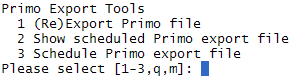 Primo Export Tools
  1 (Re)Export Primo file
  2 Show scheduled Primo export file
  3 Schedule Primo export file
Please select [1-3,q,m]: